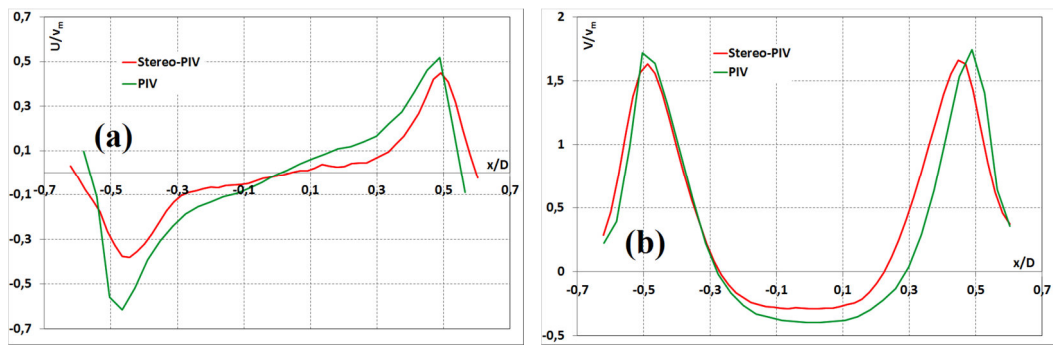 U/vm
0,7
0,5
0,3
0,1
-0,1
-0,3
-0,5
-0,7
Stereo-PIV
PIV
(a)
x/D
-0,7 -0,5 -0,3 -0,1 0,1 0,3 0,5 0,7
V/vm
2
1,5
1
0,5
0
-0,5
Stereo-PIV
PIV
(b)
x/D
-0,7 -0,5 -0,3 -0,1 0,1 0,3 0,5 0,7